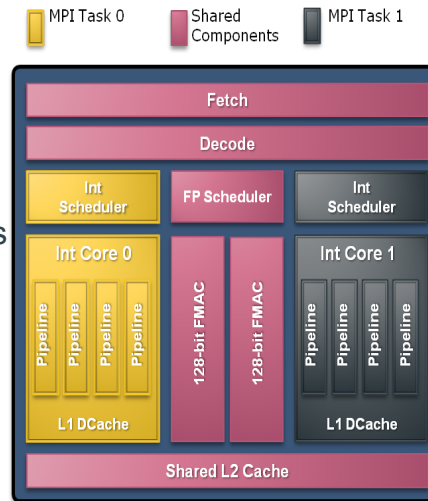 MPI Task 0
Shared
Components
MPI Task 1
Fetch
Decode
Int
Scheduler
FP Scheduler
Int
Scheduler
s
Int Core 0
Pipeline
Pipeline
Pipeline
Pipeline
L1 DCache
128-bit FMAC
128-bit FMAC
Int Core 1
Pipeline
Pipeline
Pipeline
Pipeline
L1 DCache
Shared L2 Cache